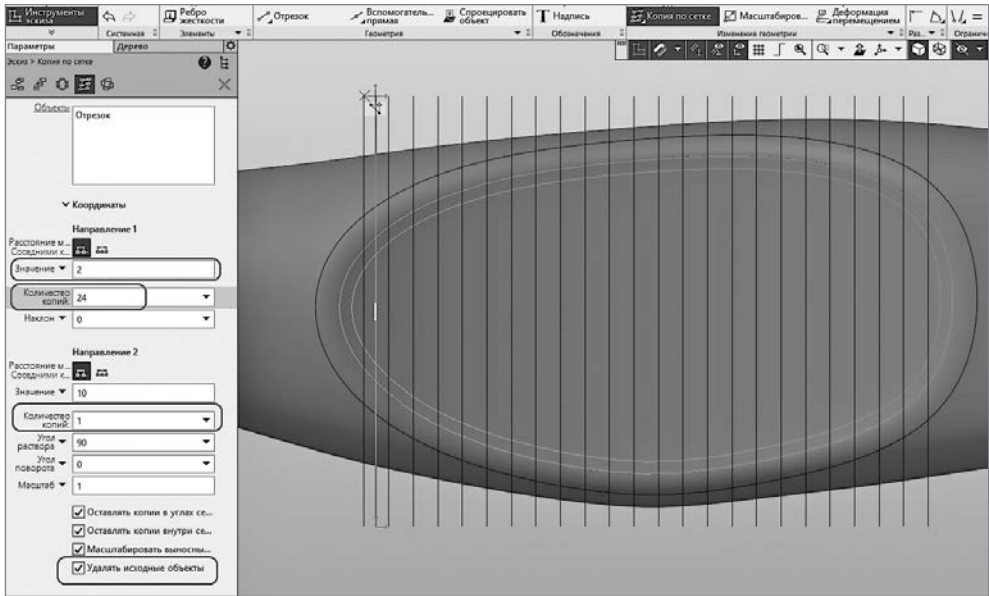 Инструменты эскиза
Ребро жесткости
Отрезок
Вспомогатель... прямая
Спроецировать объект
Надпись
Копия по сетке
Масштабиров...
Деформация перемещением
Системная
Элементы
Геометрия
Обозначения
Изменение геометрии
Раз...
Ограничи
Параметры
Дерево
Эскиз > Копия по сетке
Объекты
Отрезок
Координаты
Направление 1
Расстояние м...
Соседними к...
Значение 2
Количество копий: 24
Наклон 0
Направление 2
Расстояние м...
Соседними к...
Значение 10
Количество копий: 1
Угол раствора 90
Угол поворота 0
Масштаб 1
Оставлять копии в углах се...
Оставлять копии внутри се...
Масштабировать выносны...
Удалять исходные объекты